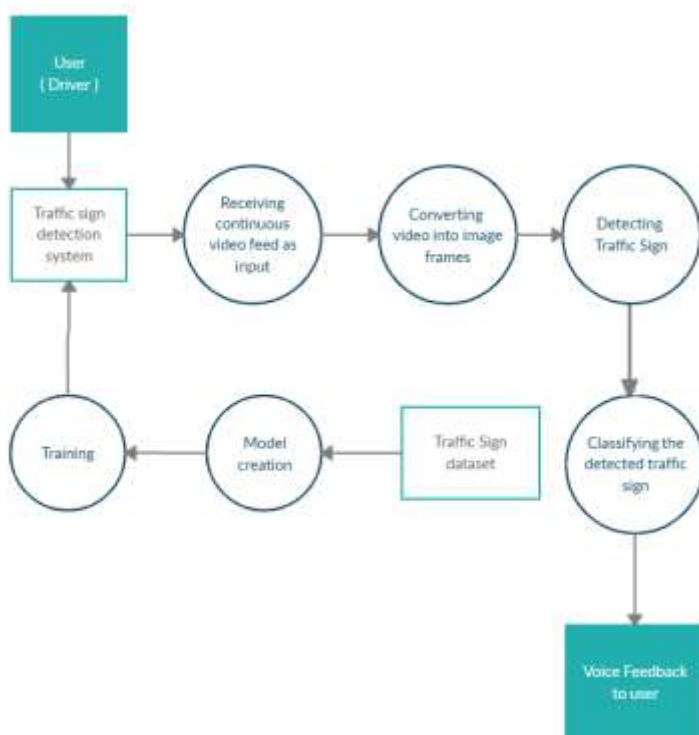 User
( Driver )
Traffic sign
detection
system
Receiving
continuous
video feed as
input
Converting
video into image
frames
Detecting
Traffic Sign
Training
Model
creation
Traffic Sign
dataset
Classifying the
detected traffic
sign
Voice Feedback
to user